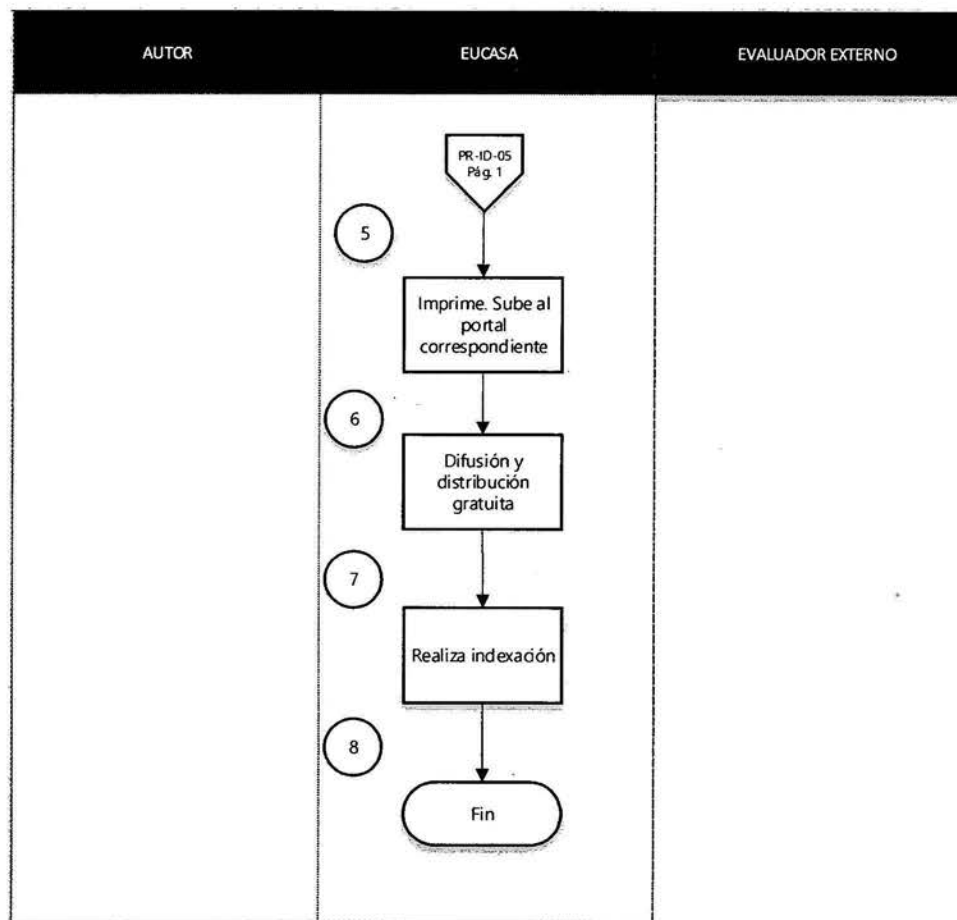 AUTOR
EUCASA
EVALUADOR EXTERNO
PR-ID-05
Pág. 1
5
Imprime. Sube al
portal
correspondiente
6
Difusión y
distribución
gratuita
7
Realiza indexación
8
Fin